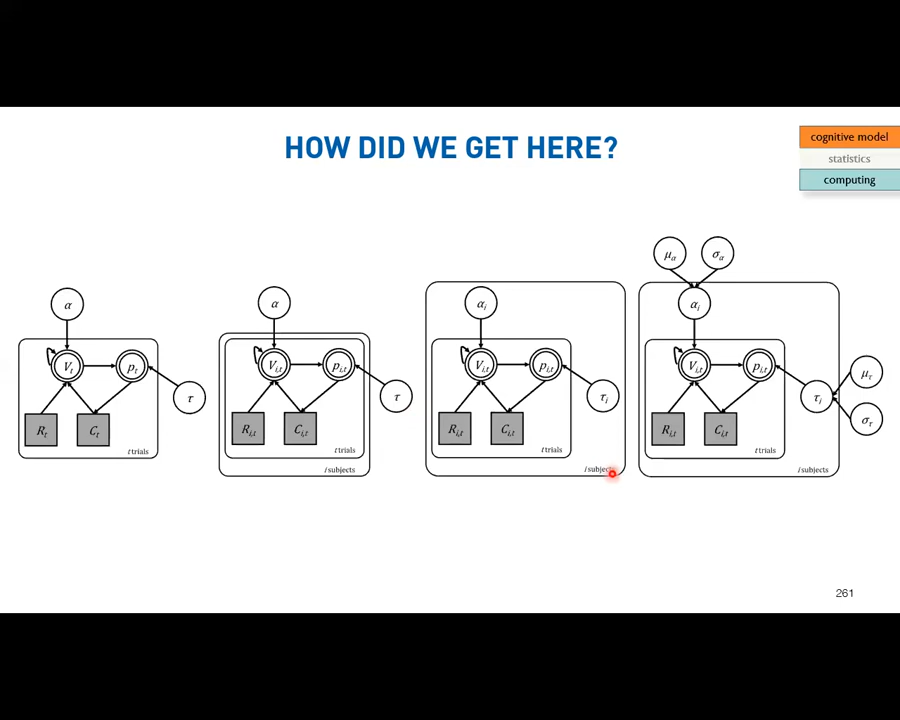 HOW DID WE GET HERE?
cognitive model
statistics
computing
α
V_t
p_t
τ
R_t
C_t
t trials
α
V_i,t
p_i,t
τ
R_i,t
C_i,t
t trials
i subjects
α_i
V_i,t
p_i,t
τ_i
R_i,t
C_i,t
t trials
i subjects
μ_α
σ_α
α_i
V_i,t
p_i,t
τ_i
μ_τ
σ_τ
R_i,t
C_i,t
t trials
i subjects
261